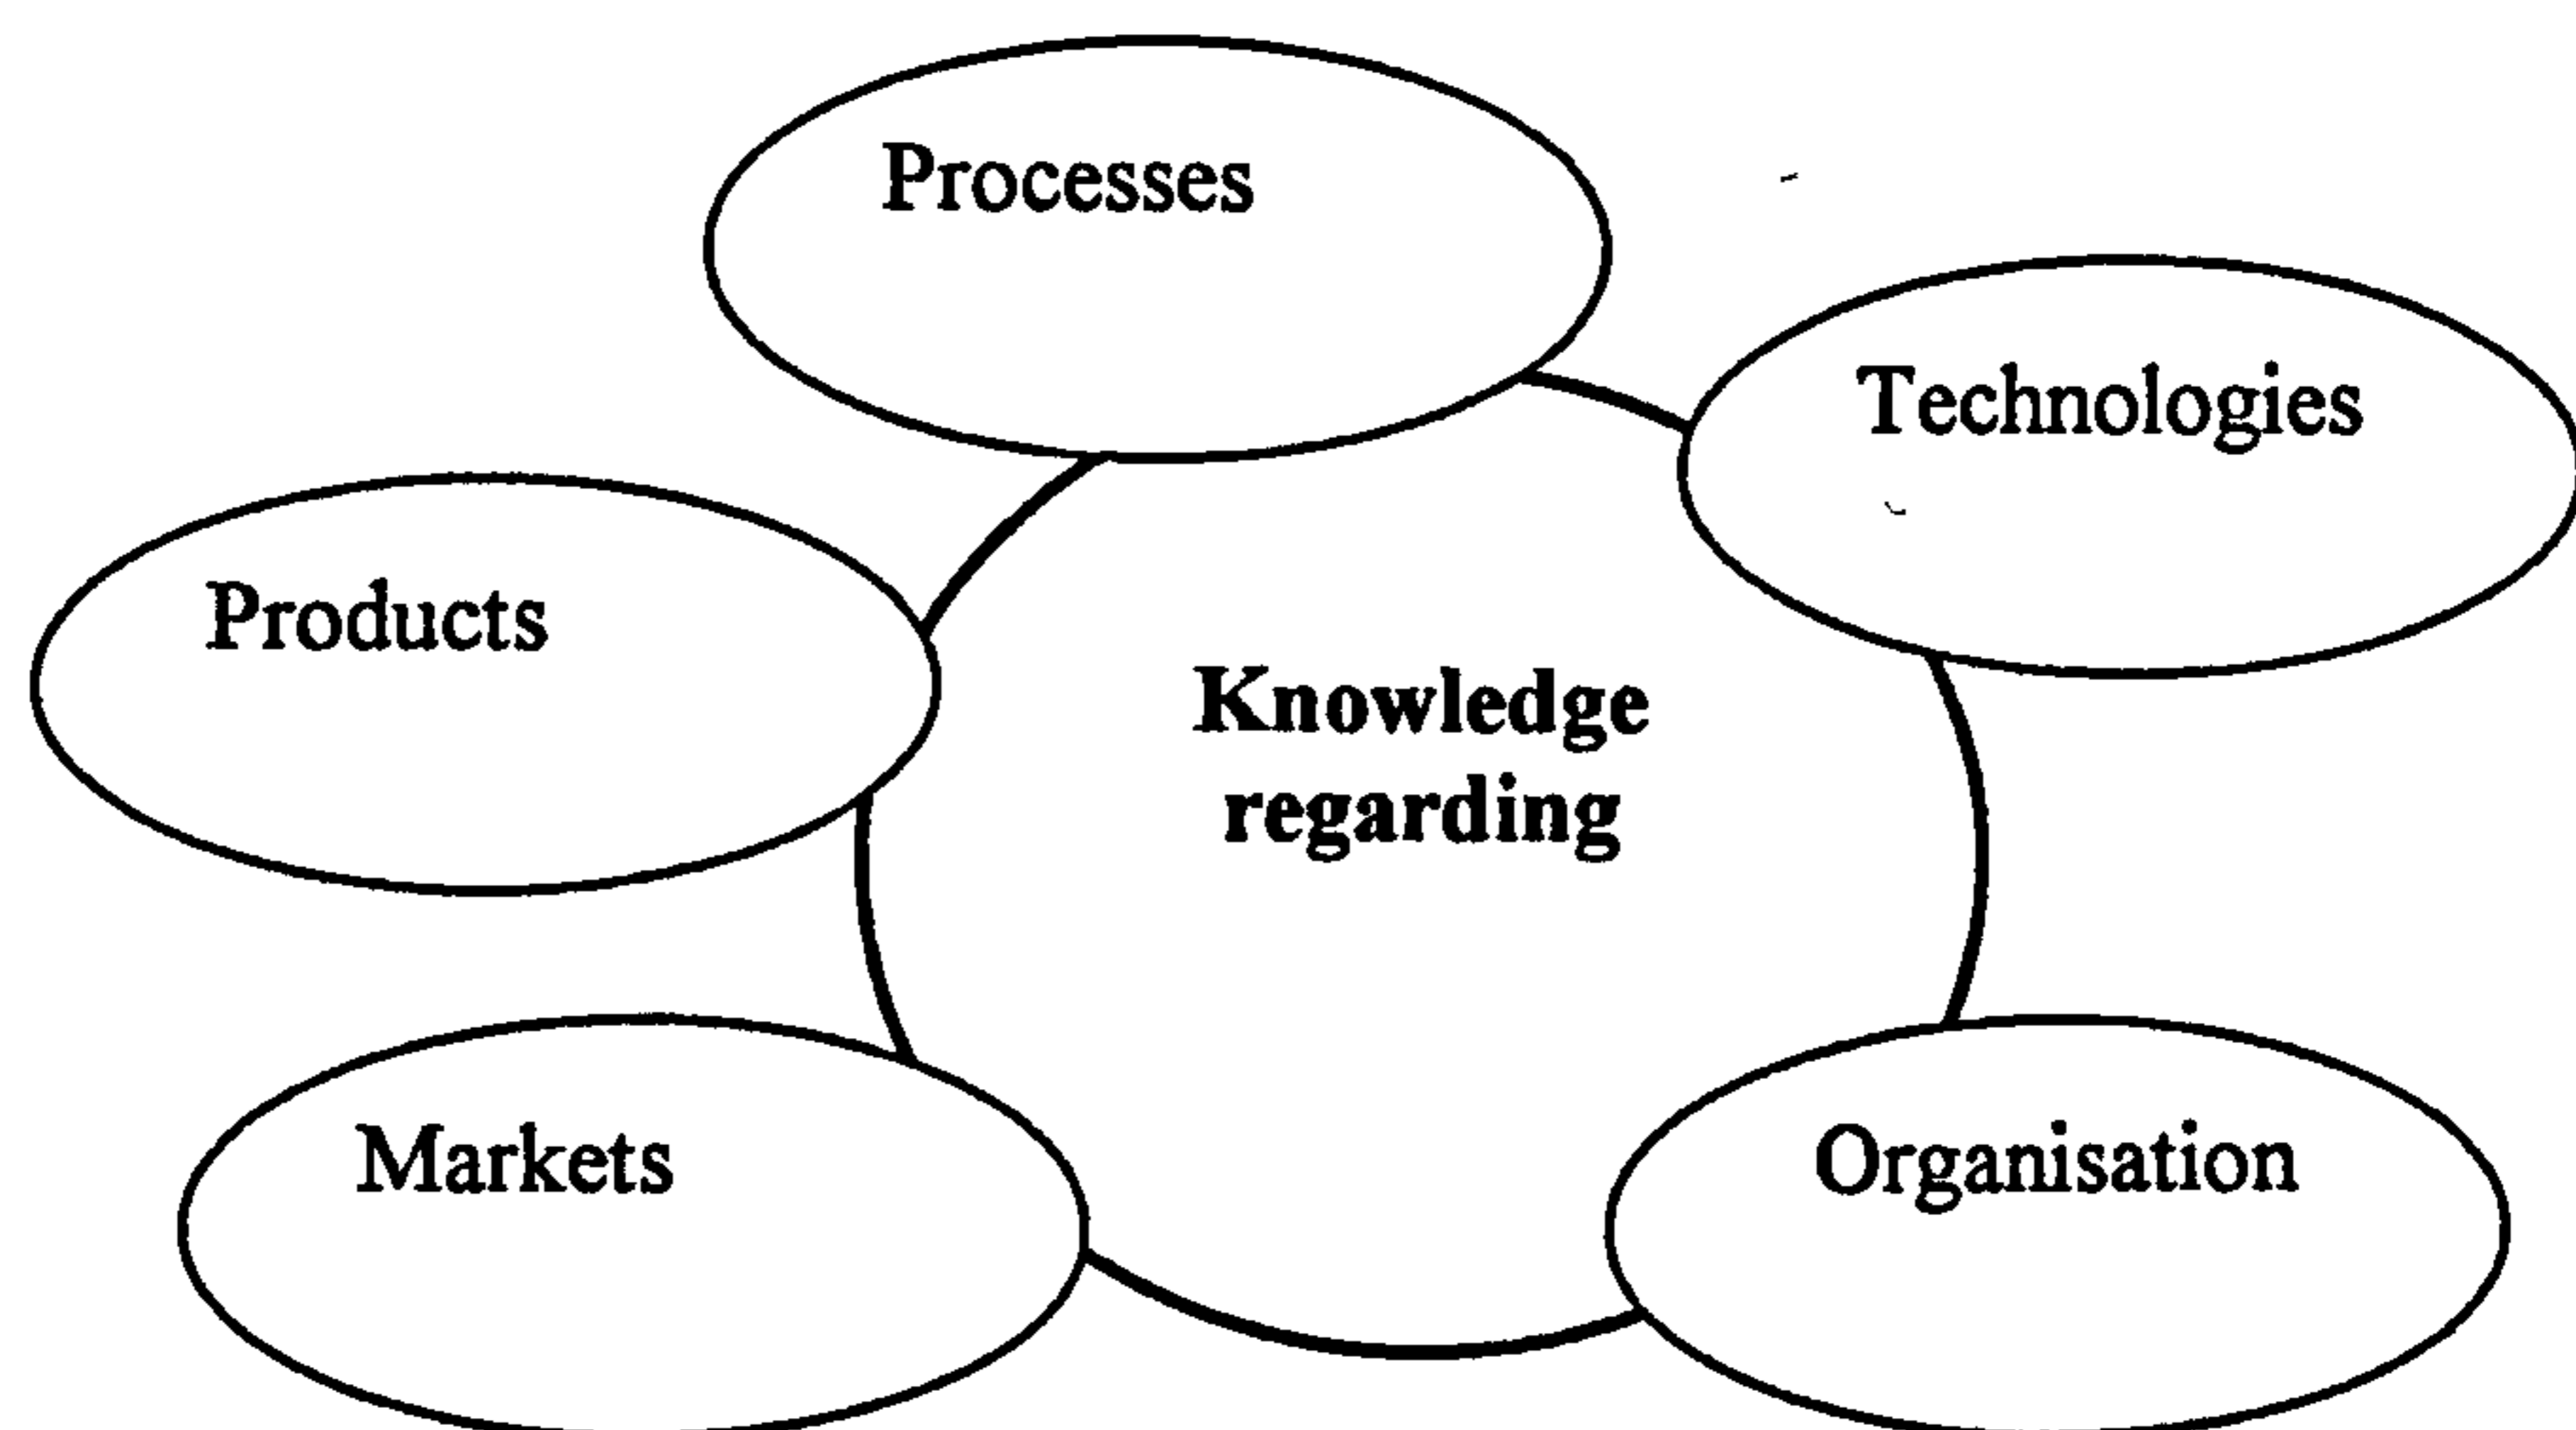 Processes
Technologies
Products
Knowledge
regarding
Markets
Organisation